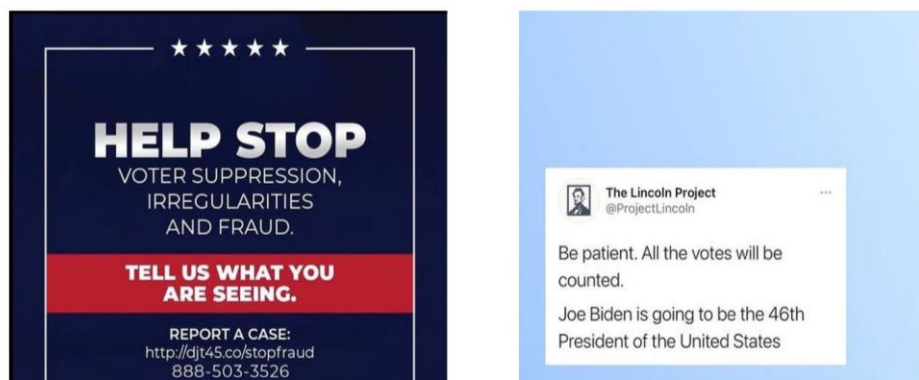 HELP STOP
VOTER SUPPRESSION,
IRREGULARITIES
AND FRAUD.
TELL US WHAT YOU
ARE SEEING.
REPORT A CASE:
http://djt45.co/stopfraud
888-503-3526
The Lincoln Project
@ProjectLincoln
Be patient. All the votes will be
counted.
Joe Biden is going to be the 46th
President of the United States